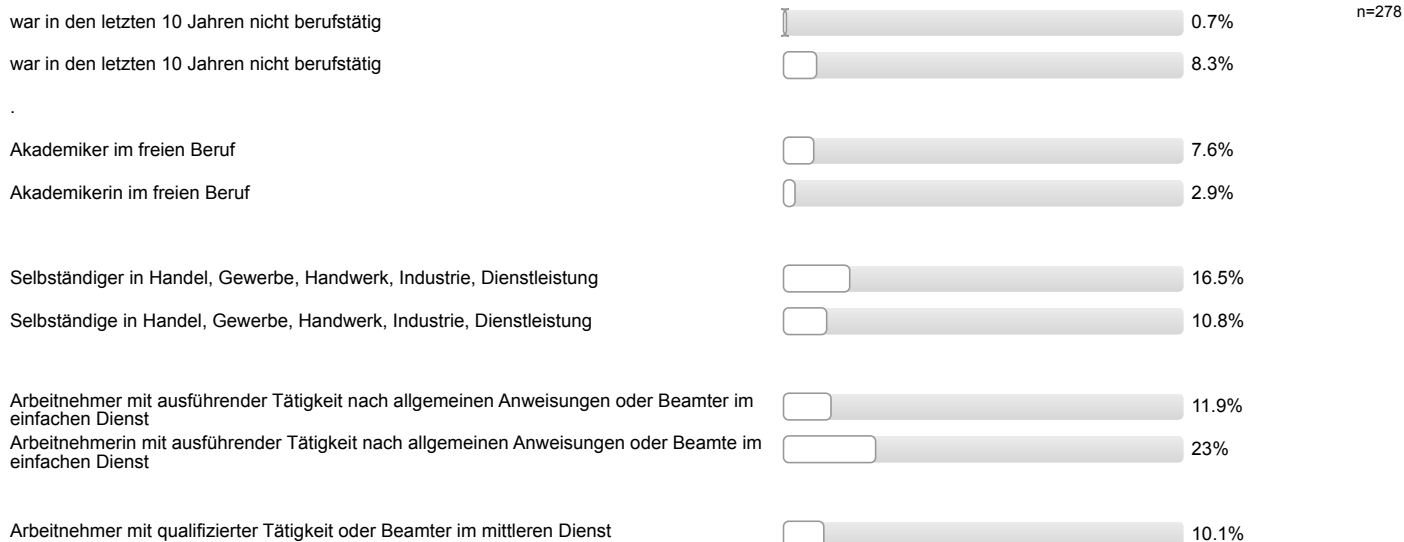 war in den letzten 10 Jahren nicht berufstätig 0.7% n=278
war in den letzten 10 Jahren nicht berufstätig 8.3%
.
Akademiker im freien Beruf 7.6%
Akademikerin im freien Beruf 2.9%
Selbständiger in Handel, Gewerbe, Handwerk, Industrie, Dienstleistung 16.5%
Selbständige in Handel, Gewerbe, Handwerk, Industrie, Dienstleistung 10.8%
Arbeitnehmer mit ausführender Tätigkeit nach allgemeinen Anweisungen oder Beamter im
einfachen Dienst 11.9%
Arbeitnehmerin mit ausführender Tätigkeit nach allgemeinen Anweisungen oder Beamte im
einfachen Dienst 23%
Arbeitnehmer mit qualifizierter Tätigkeit oder Beamter im mittleren Dienst 10.1%